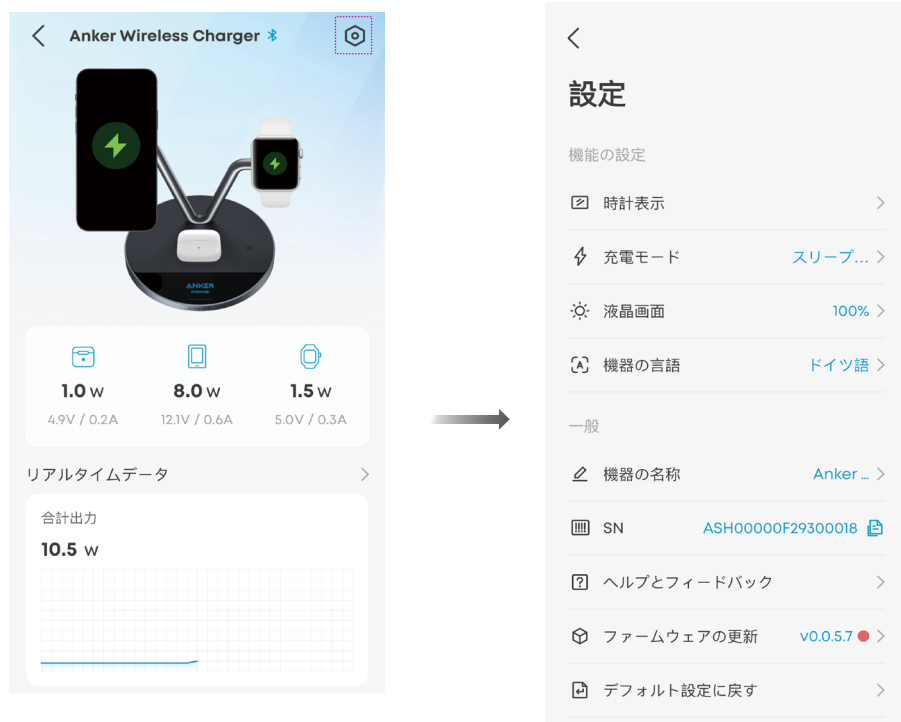 Anker Wireless Charger
ANKER
1.0 W
8.0 W
1.5 W
4.9V / 0.2A
12.1V / 0.6A
5.0V / 0.3A
リアルタイムデータ
合計出力
10.5 W
設定
機能の設定
時計表示
充電モード スリープ...
液晶画面 100%
機器の言語 ドイツ語
一般
機器の名称 Anker ...
SN ASH00000F29300018
ヘルプとフィードバック
ファームウェアの更新 v0.0.5.7
デフォルト設定に戻す